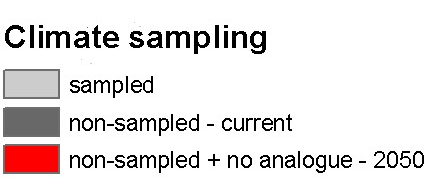 Climate sampling
sampled
non-sampled - current
non-sampled + no analogue - 2050